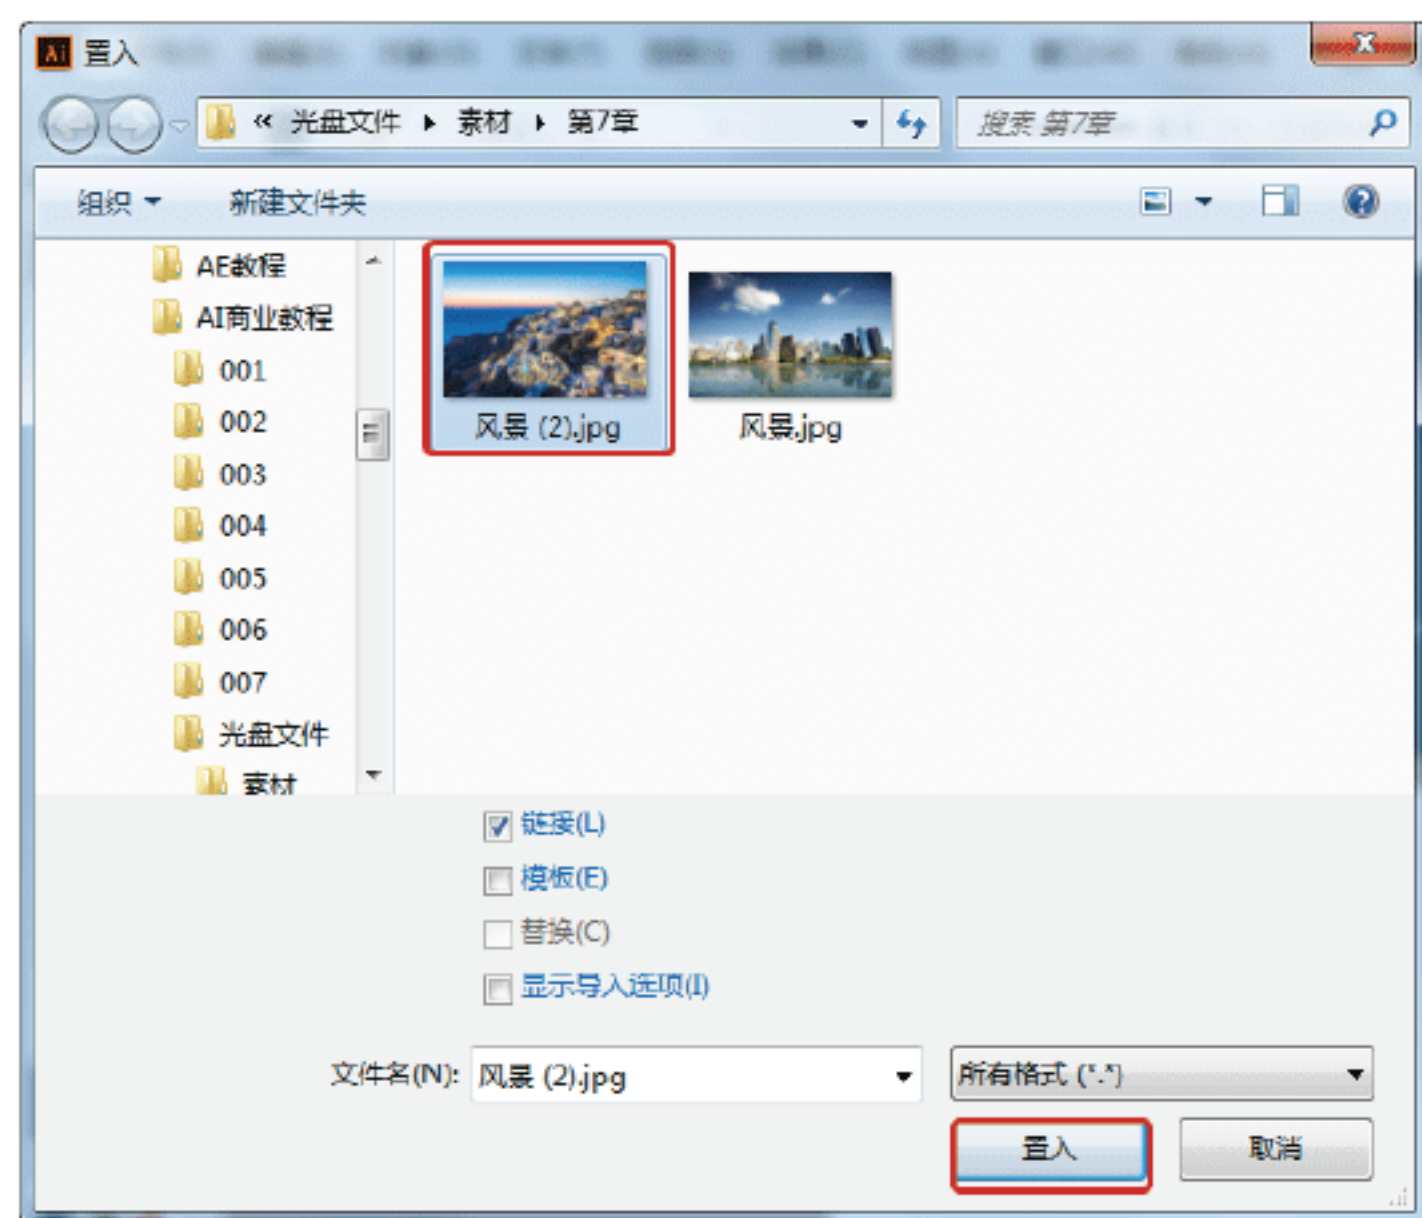 Ai 置入
« 光盘文件 ▸ 素材 ▸ 第7章
搜索 第7章
组织 新建文件夹
AE教程
AI商业教程
001
002
003
004
005
006
007
光盘文件
素材
风景 (2).jpg
风景.jpg
链接(L)
模板(E)
替换(C)
显示导入选项(I)
文件名(N): 风景 (2).jpg
所有格式 (*.*)
置入 取消